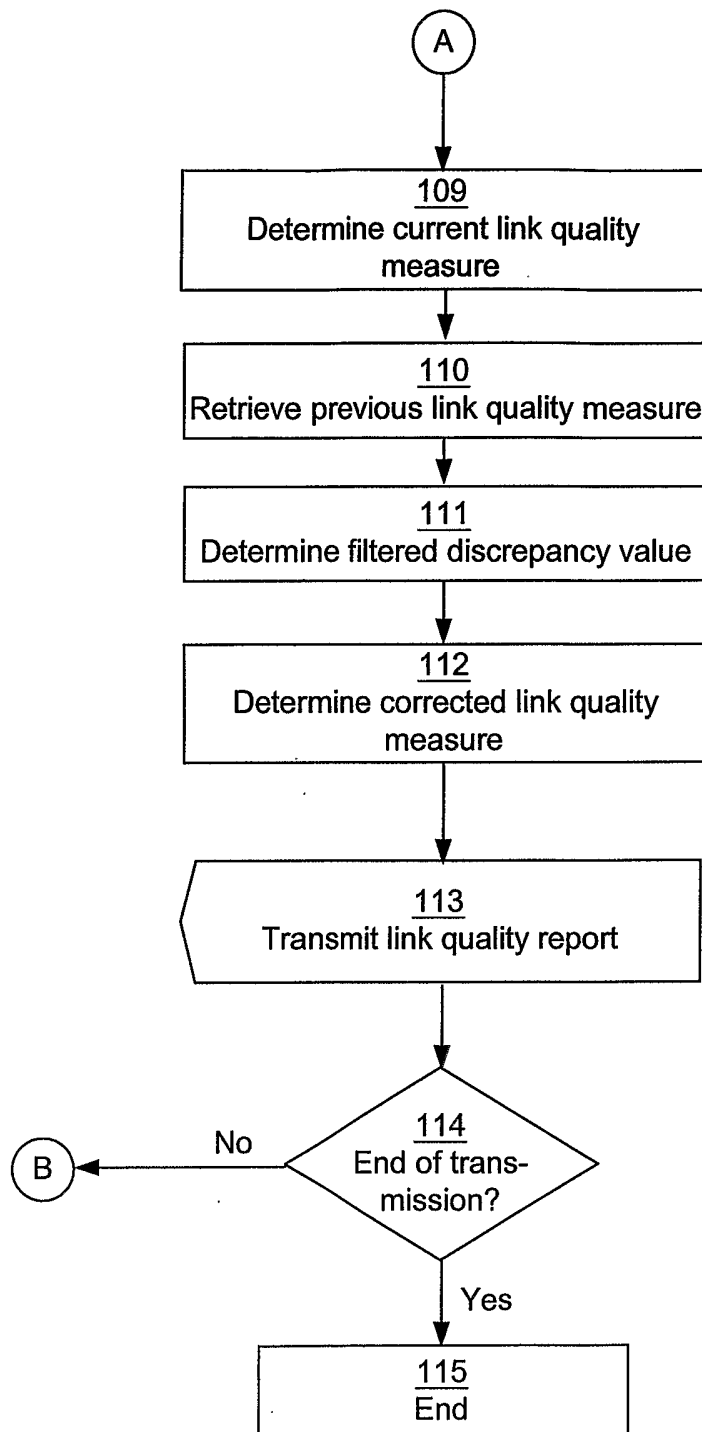 A
109
Determine current link quality
measure
110
Retrieve previous link quality measure
111
Determine filtered discrepancy value
112
Determine corrected link quality
measure
113
Transmit link quality report
114
End of trans-
mission?
No
B
Yes
115
End